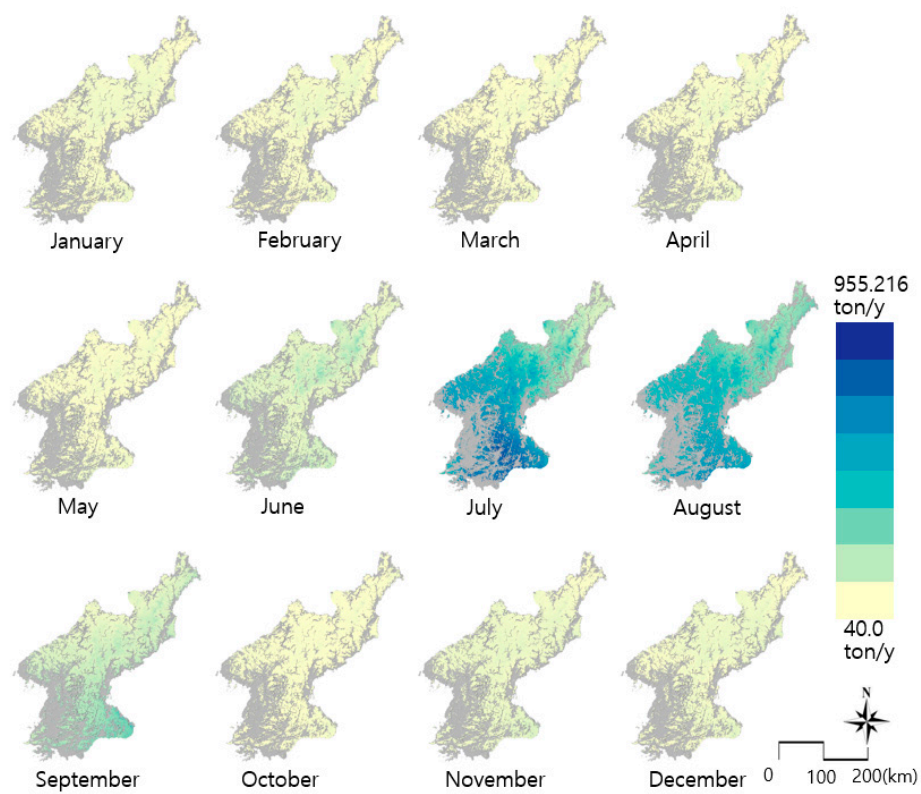 January
February
March
April
May
June
July
August
955.216
ton/y
40.0
ton/y
September
October
November
December
N
0
100
200(km)